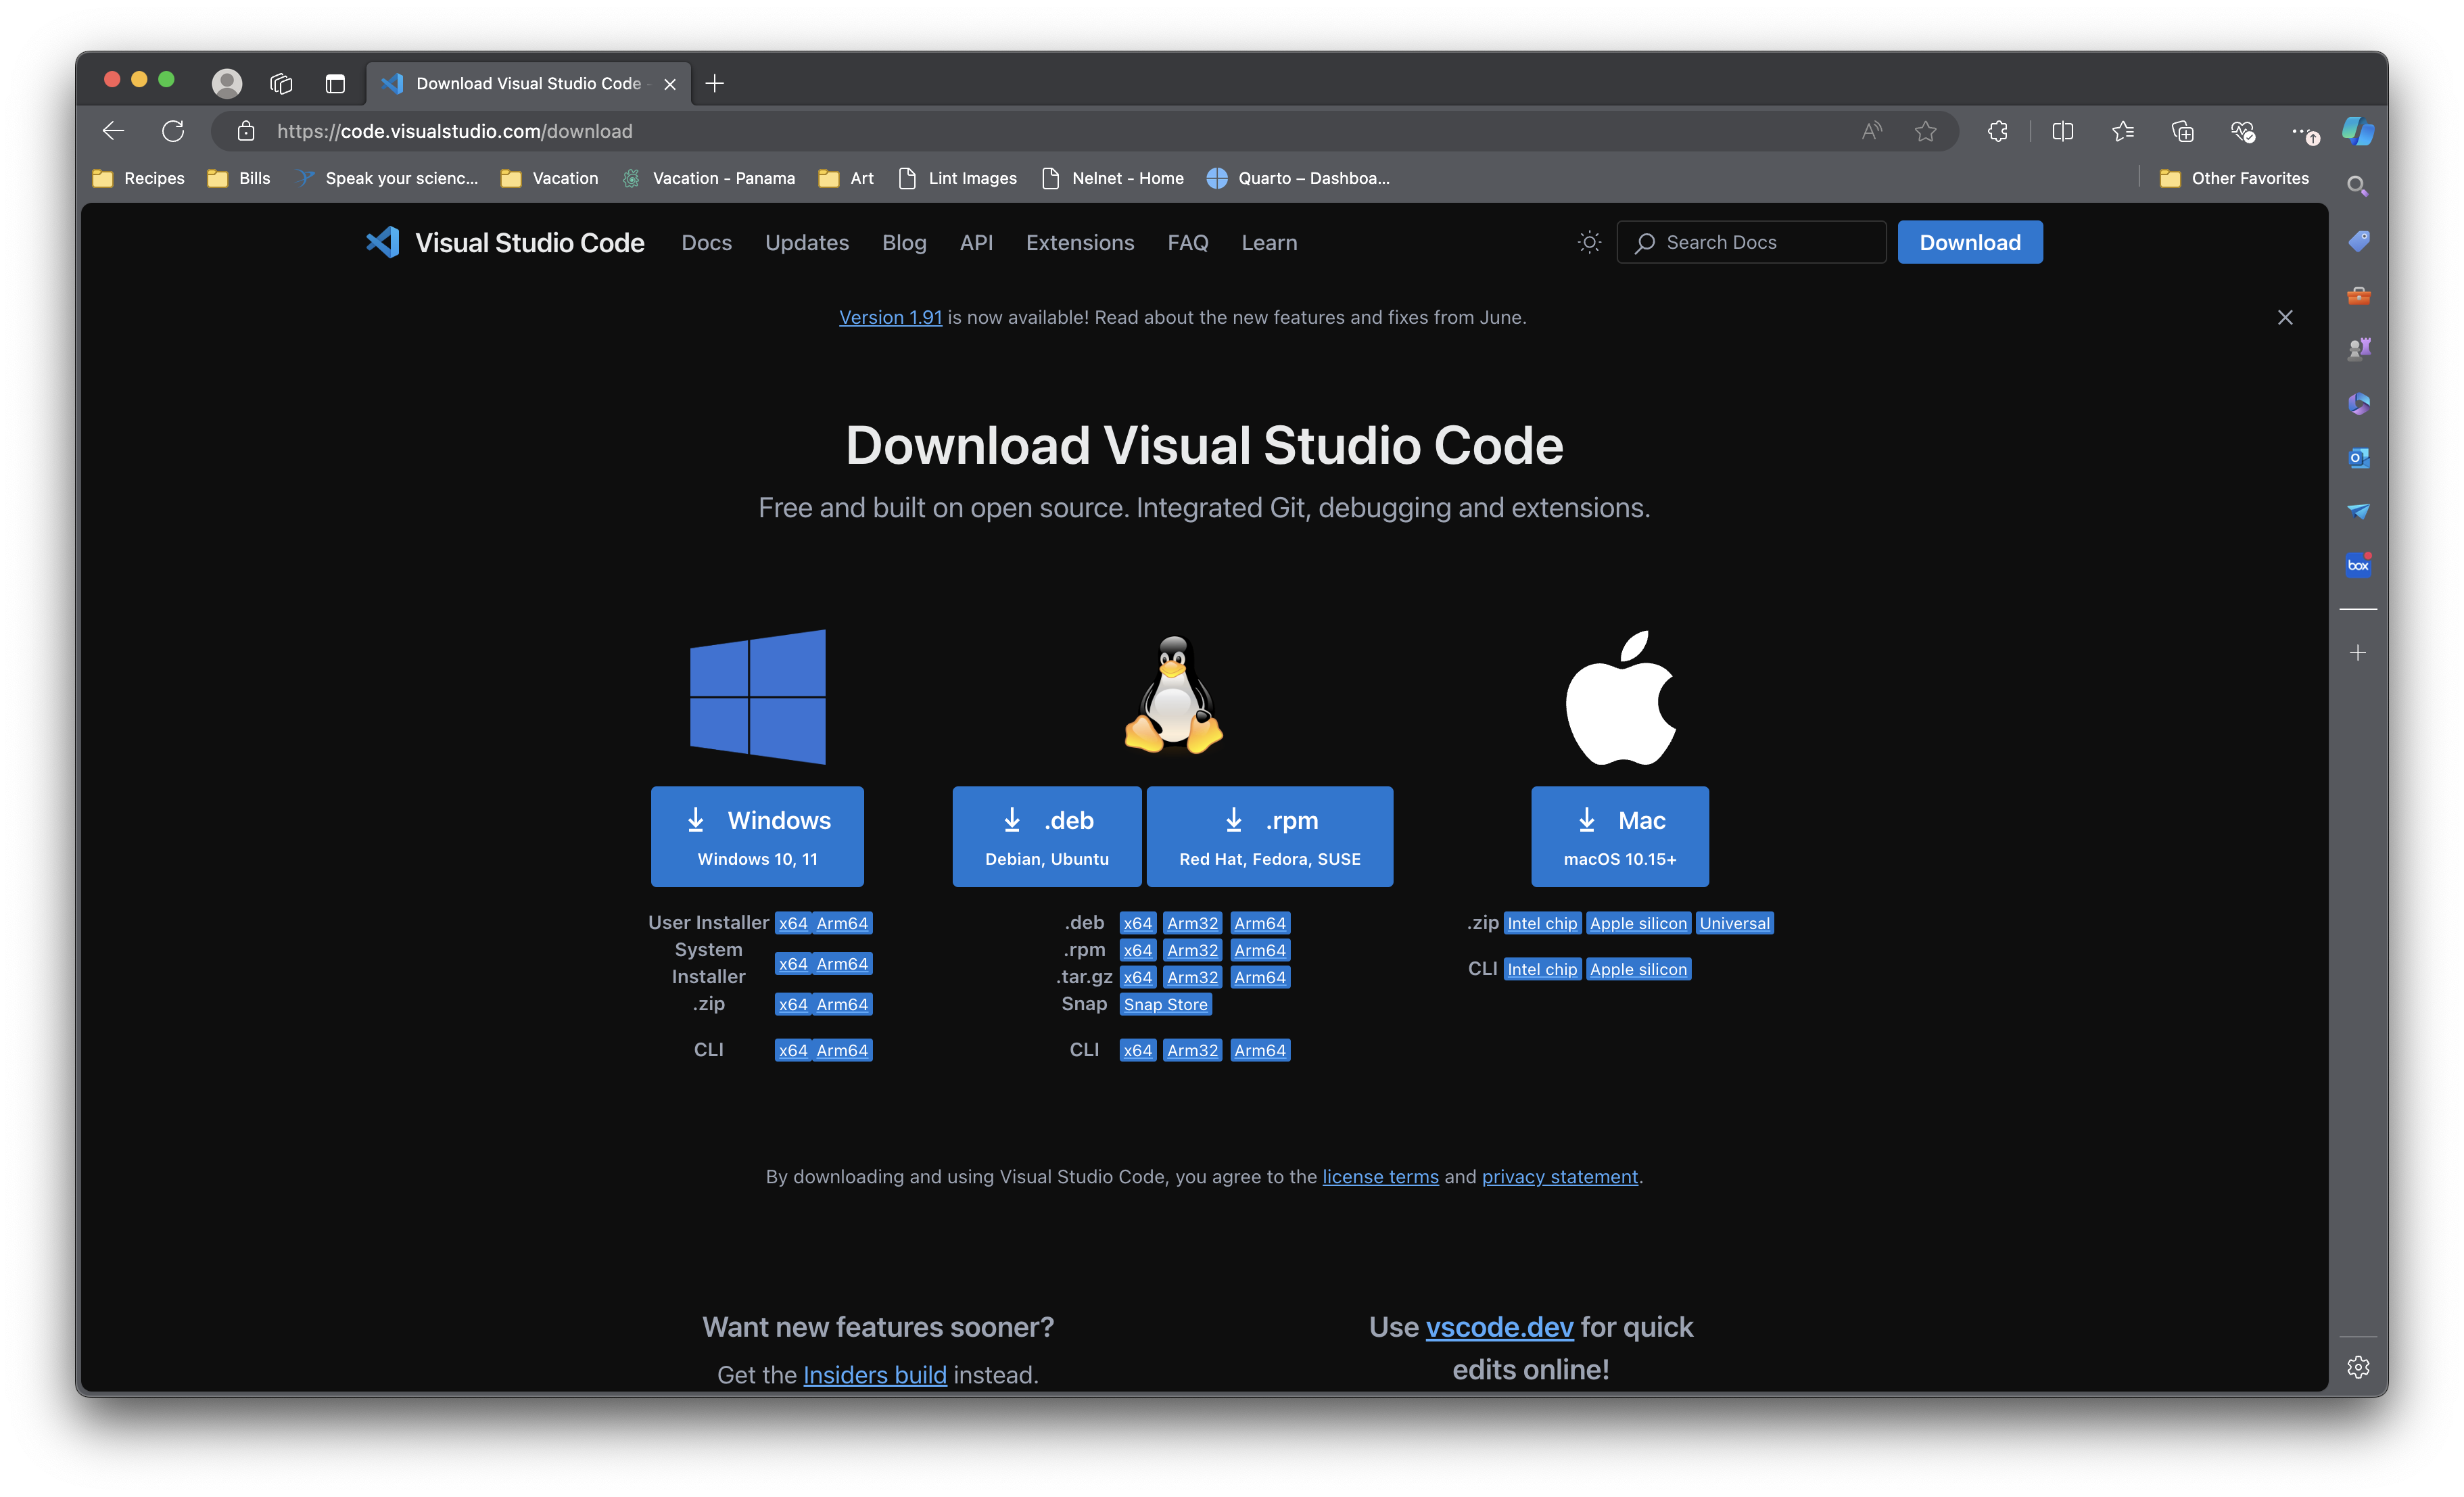 Download Visual Studio Code -
https://code.visualstudio.com/download
Recipes Bills Speak your scienc... Vacation Vacation - Panama Art Lint Images Nelnet - Home Quarto – Dashboa... Other Favorites
Visual Studio Code Docs Updates Blog API Extensions FAQ Learn Search Docs Download
Version 1.91 is now available! Read about the new features and fixes from June.
box
Download Visual Studio Code
Free and built on open source. Integrated Git, debugging and extensions.
Windows
Windows 10, 11
User Installer x64 Arm64
System
Installer x64 Arm64
.zip x64 Arm64
CLI x64 Arm64
.deb
Debian, Ubuntu
.rpm
Red Hat, Fedora, SUSE
.deb x64 Arm32 Arm64
.rpm x64 Arm32 Arm64
.tar.gz x64 Arm32 Arm64
Snap Snap Store
CLI x64 Arm32 Arm64
Mac
macOS 10.15+
.zip Intel chip Apple silicon Universal
CLI Intel chip Apple silicon
By downloading and using Visual Studio Code, you agree to the license terms and privacy statement.
Want new features sooner?
Get the Insiders build instead.
Use vscode.dev for quick
edits online!